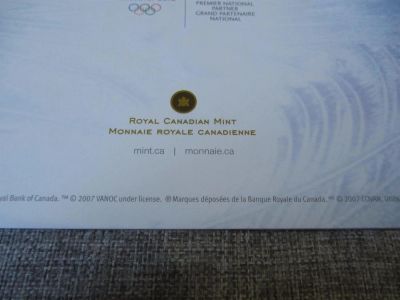 PREMIER NATIONAL
PARTNER
GRAND PARTENAIRE
NATIONAL
ROYAL CANADIAN MINT
MONNAIE ROYALE CANADIENNE
mint.ca | monnaie.ca
Royal Bank of Canada. ™ © 2007 VANOC under license. ® Marques déposées de la Banque Royale du Canada. ™ © 2007 COVAN.